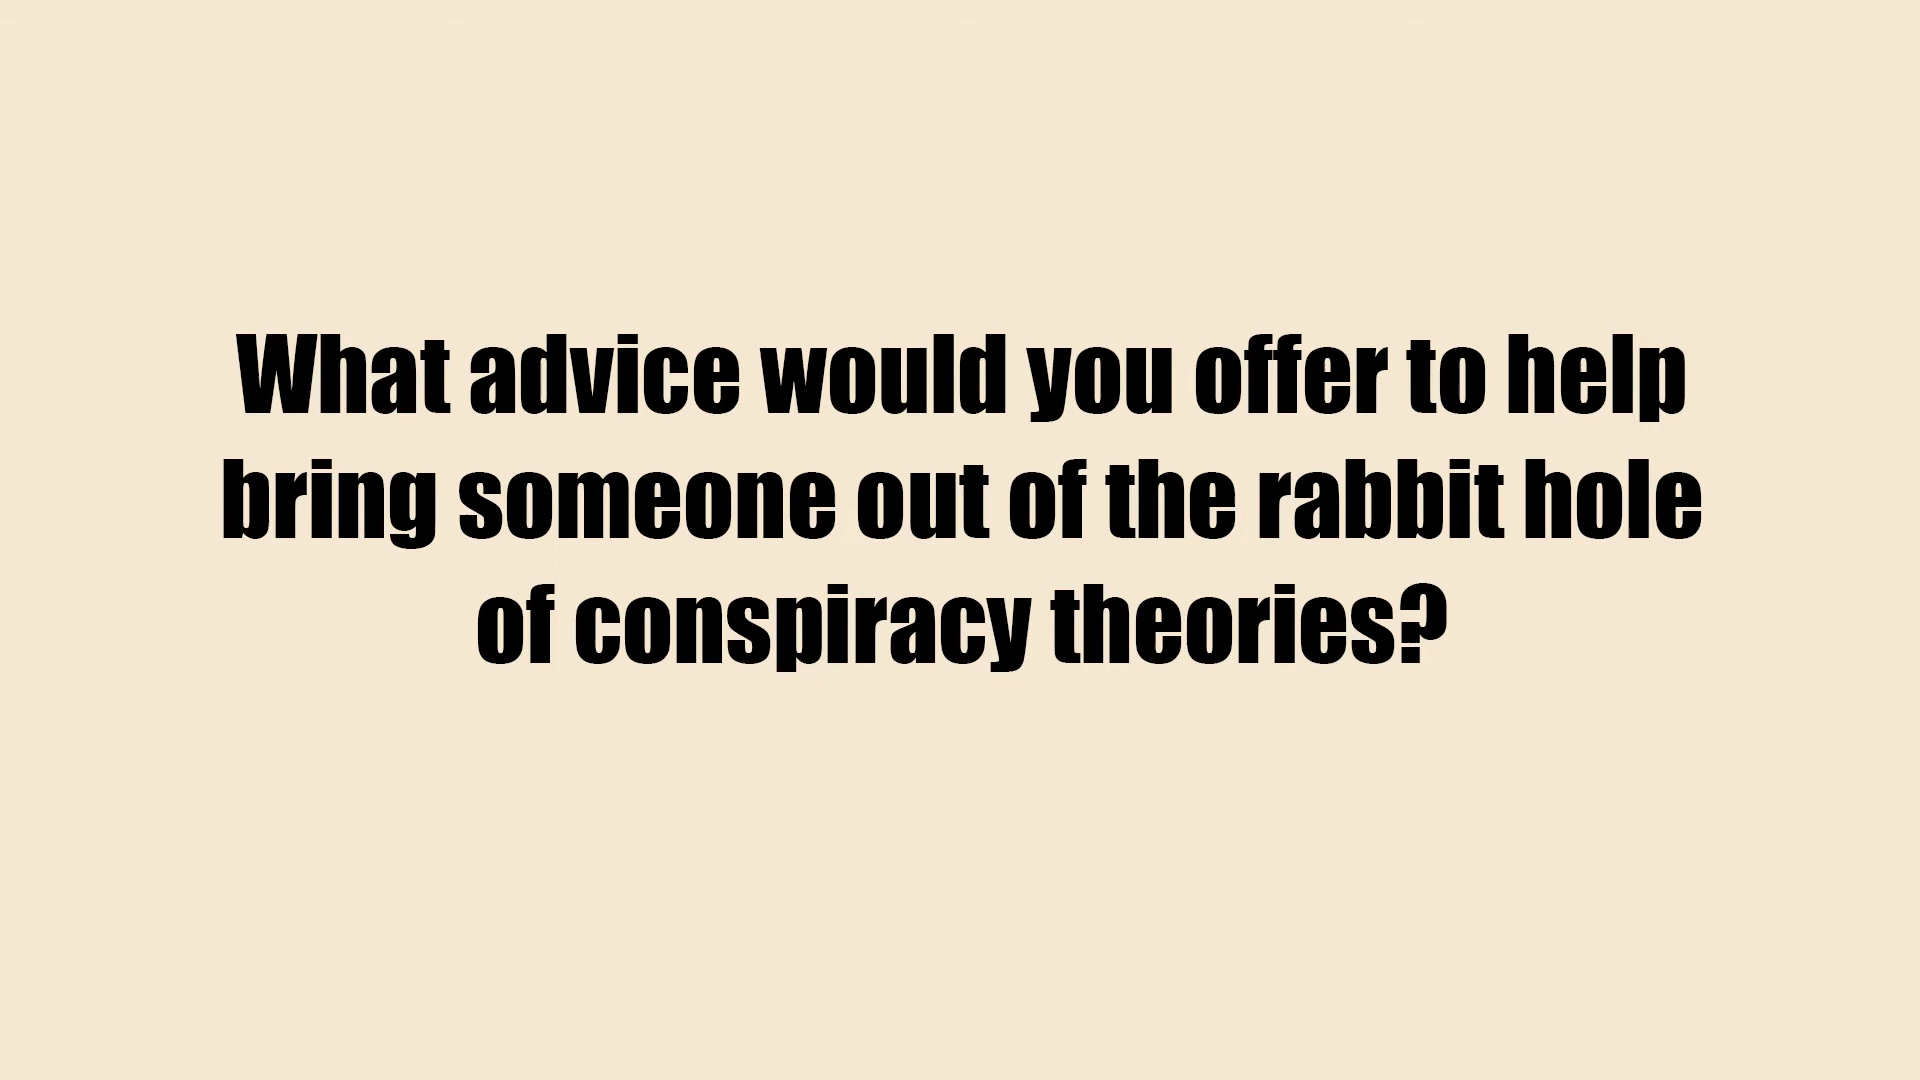 What advice would you offer to help
bring someone out of the rabbit hole
of conspiracy theories?